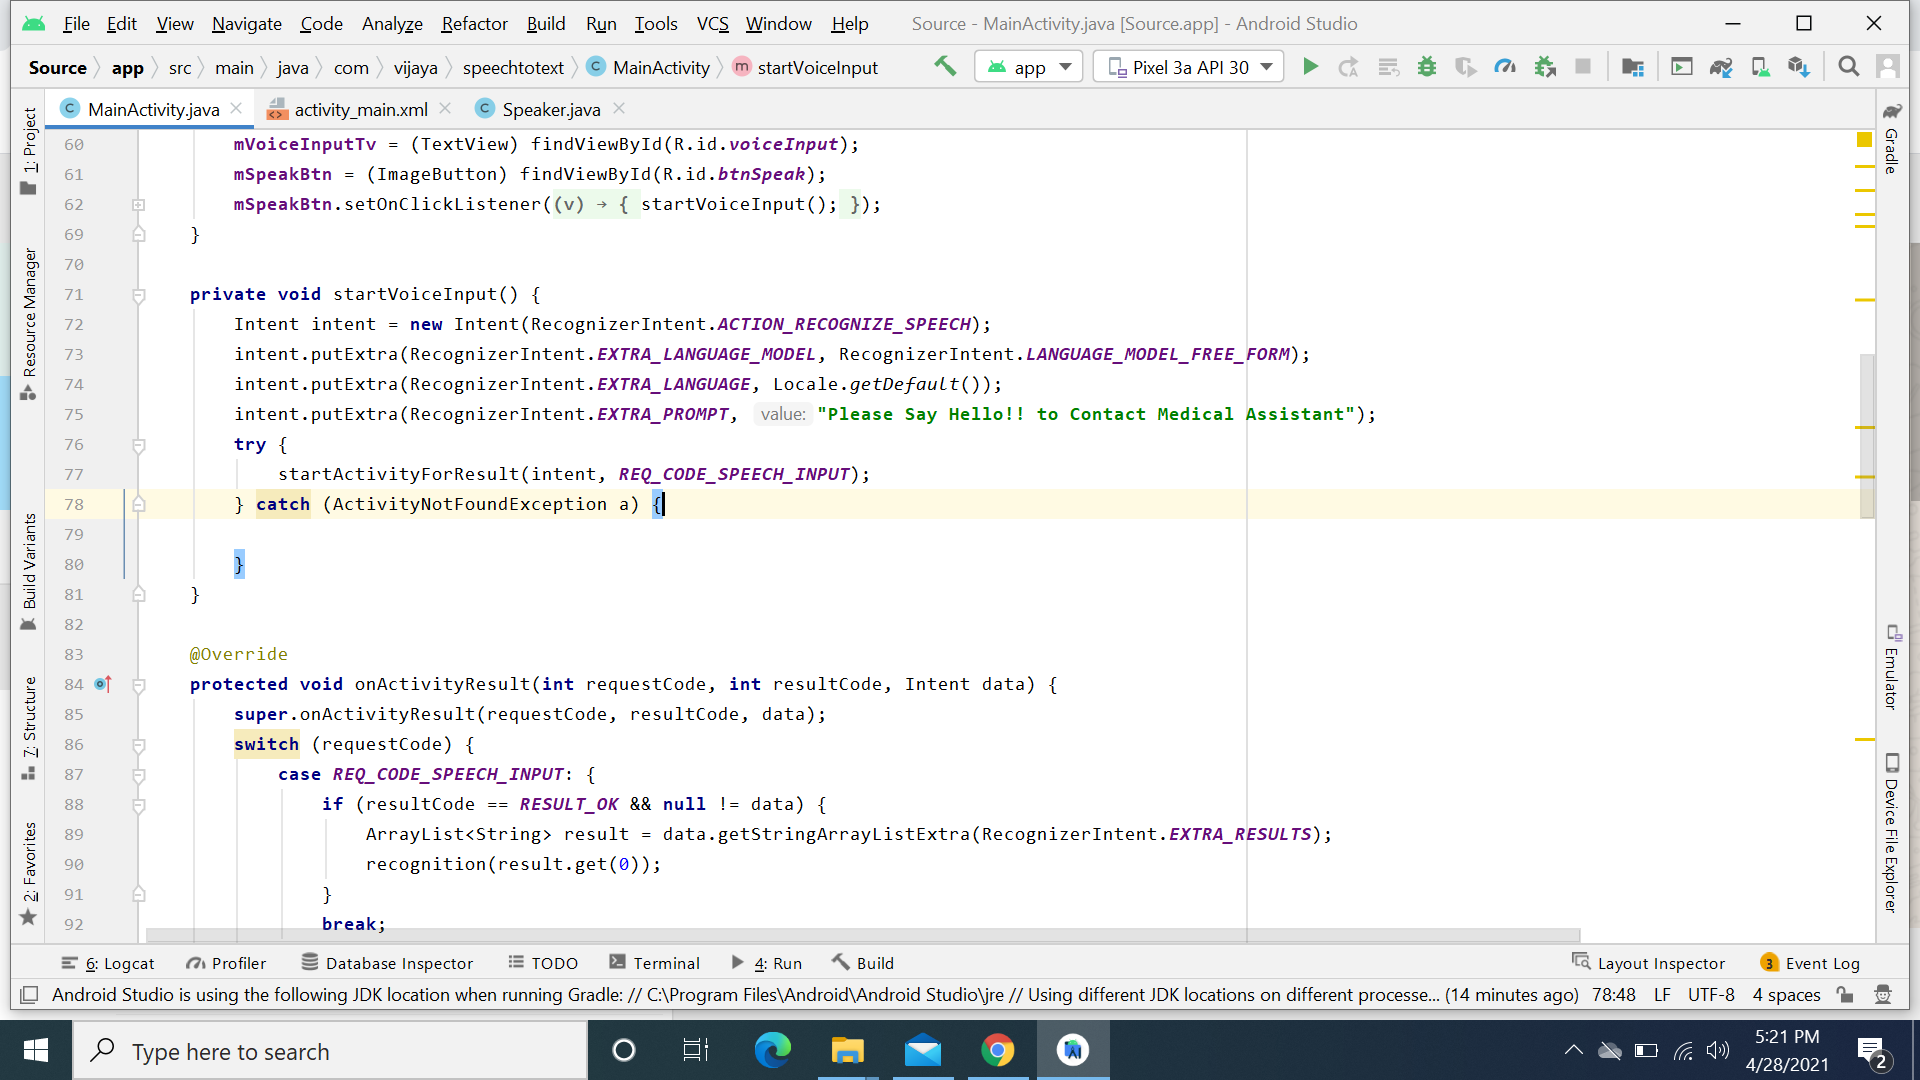 File Edit View Navigate Code Analyze Refactor Build Run Tools VCS Window Help Source - MainActivity.java [Source.app] - Android Studio
Source app src main java com vijaya speechtotext C MainActivity m startVoiceInput app Pixel 3a API 30
C MainActivity.java activity_main.xml C Speaker.java
1: Project
Resource Manager
Build Variants
7: Structure
2: Favorites
60 mVoiceInputTv = (TextView) findViewById(R.id.voiceInput);
61 mSpeakBtn = (ImageButton) findViewById(R.id.btnSpeak);
62 mSpeakBtn.setOnClickListener((v) → { startVoiceInput(); });
69 }
70
71 private void startVoiceInput() {
72 Intent intent = new Intent(RecognizerIntent.ACTION_RECOGNIZE_SPEECH);
73 intent.putExtra(RecognizerIntent.EXTRA_LANGUAGE_MODEL, RecognizerIntent.LANGUAGE_MODEL_FREE_FORM);
74 intent.putExtra(RecognizerIntent.EXTRA_LANGUAGE, Locale.getDefault());
75 intent.putExtra(RecognizerIntent.EXTRA_PROMPT, value: "Please Say Hello!! to Contact Medical Assistant");
76 try {
77 startActivityForResult(intent, REQ_CODE_SPEECH_INPUT);
78 } catch (ActivityNotFoundException a) {
79
80 }
81 }
82
83 @Override
84 protected void onActivityResult(int requestCode, int resultCode, Intent data) {
85 super.onActivityResult(requestCode, resultCode, data);
86 switch (requestCode) {
87 case REQ_CODE_SPEECH_INPUT: {
88 if (resultCode == RESULT_OK && null != data) {
89 ArrayList<String> result = data.getStringArrayListExtra(RecognizerIntent.EXTRA_RESULTS);
90 recognition(result.get(0));
91 }
92 break;
Gradle
Emulator
Device File Explorer
6: Logcat Profiler Database Inspector TODO Terminal 4: Run Build Layout Inspector 3 Event Log
Android Studio is using the following JDK location when running Gradle: // C:\Program Files\Android\Android Studio\jre // Using different JDK locations on different processe... (14 minutes ago) 78:48 LF UTF-8 4 spaces
Type here to search
5:21 PM
4/28/2021
2